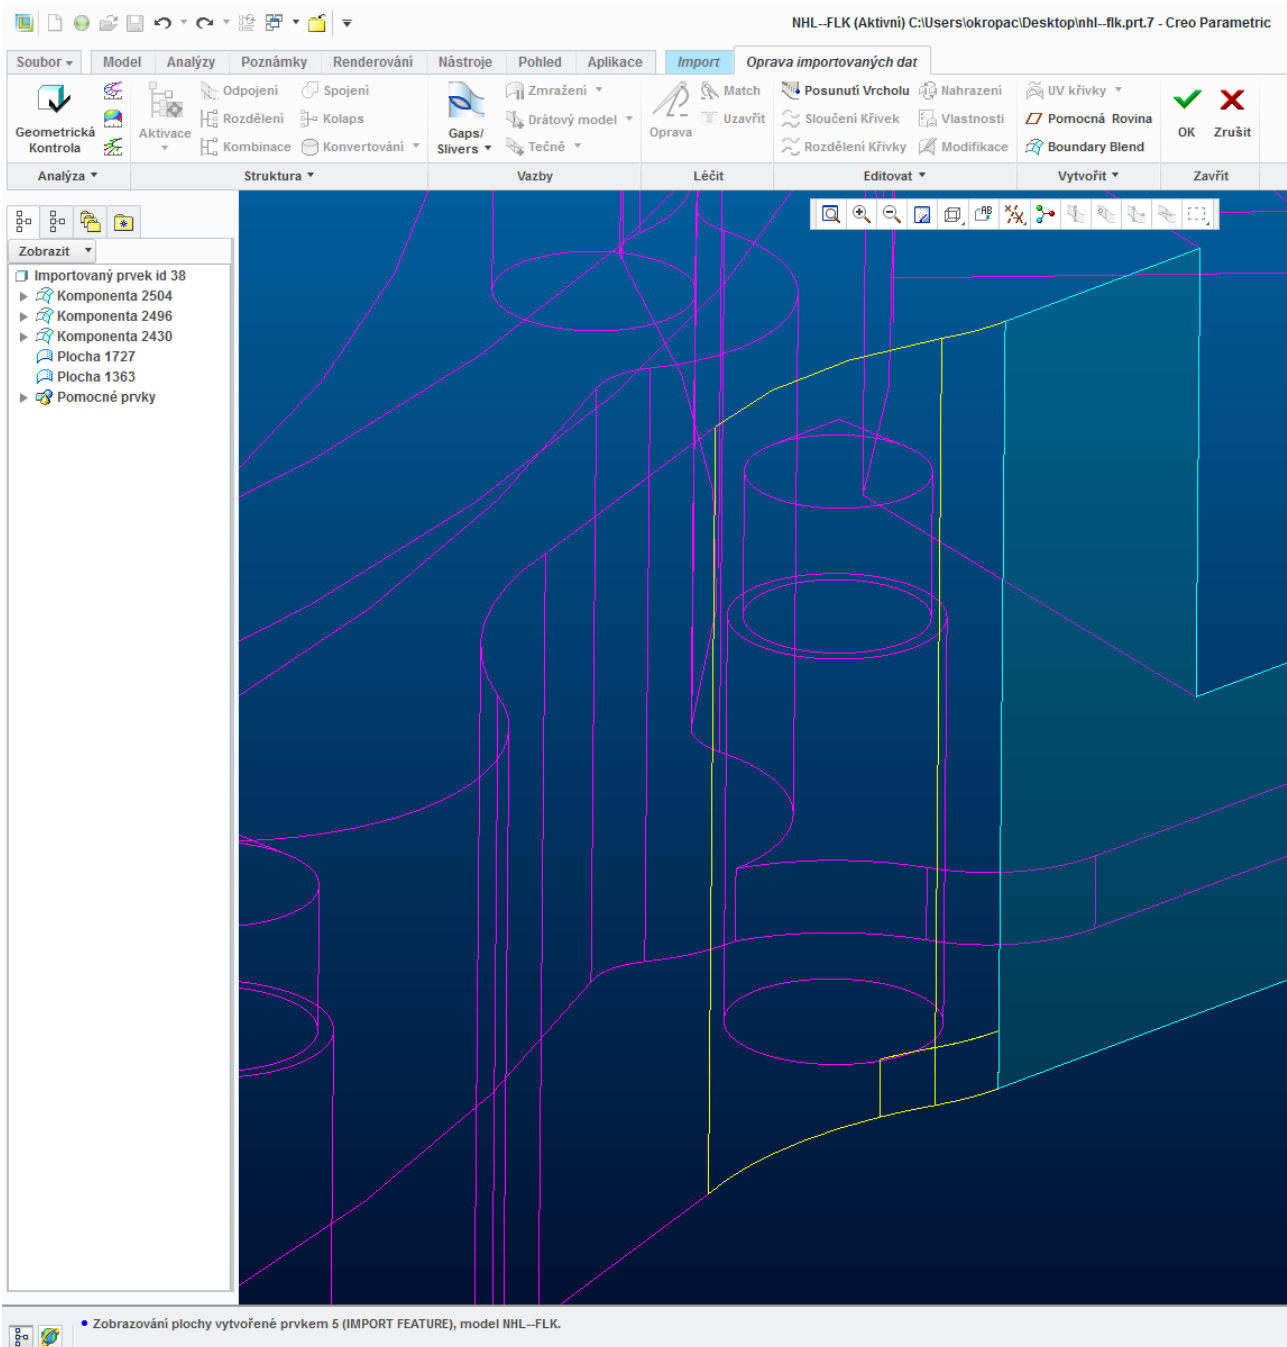 NHL--FLK (Aktivní) C:\Users\okropac\Desktop\nhl--flk.prt.7 - Creo Parametric
Soubor Model Analýzy Poznámky Renderování Nástroje Pohled Aplikace Import Oprava importovaných dat
Geometrická Kontrola
Analýza
Aktivace
Odpojení
Rozdělení
Kombinace
Spojení
Kolaps
Konvertování
Struktura
Gaps/ Slivers
Zmražení
Drátový model
Tečně
Vazby
Oprava
Match
Uzavřít
Léčit
Posunutí Vrcholu
Sloučení Křivek
Rozdělení Křivky
Nahrazení
Vlastnosti
Modifikace
Editovat
UV křivky
Pomocná Rovina
Boundary Blend
Vytvořit
OK
Zrušit
Zavřít
Zobrazit
Importovaný prvek id 38
Komponenta 2504
Komponenta 2496
Komponenta 2430
Plocha 1727
Plocha 1363
Pomocné prvky
• Zobrazování plochy vytvořené prvkem 5 (IMPORT FEATURE), model NHL--FLK.